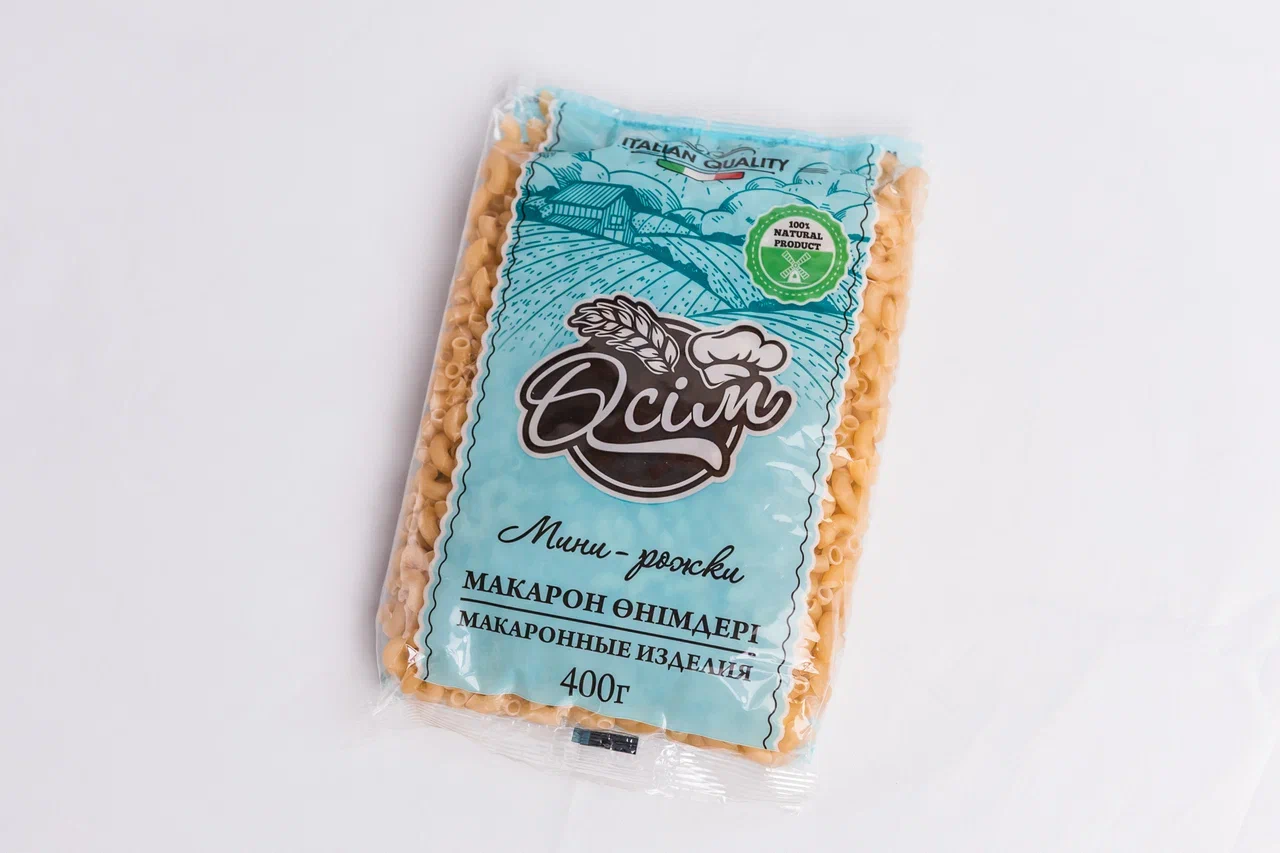 ITALIAN QUALITY
100%
NATURAL
PRODUCT
Өсім
Мини-рожки
МАКАРОН ӨНІМДЕРІ
МАКАРОННЫЕ ИЗДЕЛИЯ
400г